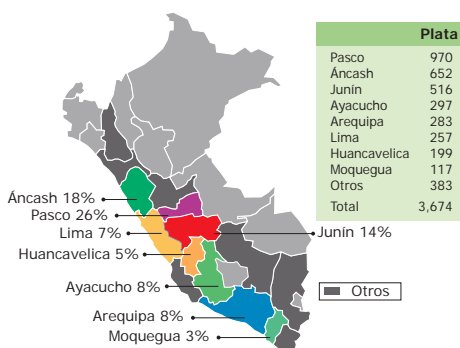 Plata
Pasco 970
Áncash 652
Junín 516
Ayacucho 297
Arequipa 283
Lima 257
Huancavelica 199
Moquegua 117
Otros 383
Total 3,674
Áncash 18%
Pasco 26%
Lima 7%
Junín 14%
Huancavelica 5%
Ayacucho 8%
Otros
Arequipa 8%
Moquegua 3%